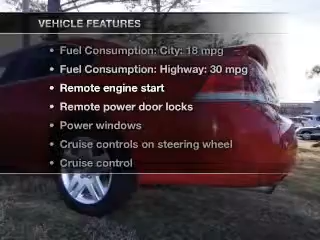 VEHICLE FEATURES
• Fuel Consumption: City: 18 mpg
• Fuel Consumption: Highway: 30 mpg
• Remote engine start
• Remote power door locks
• Power windows
• Cruise controls on steering wheel
• Cruise control